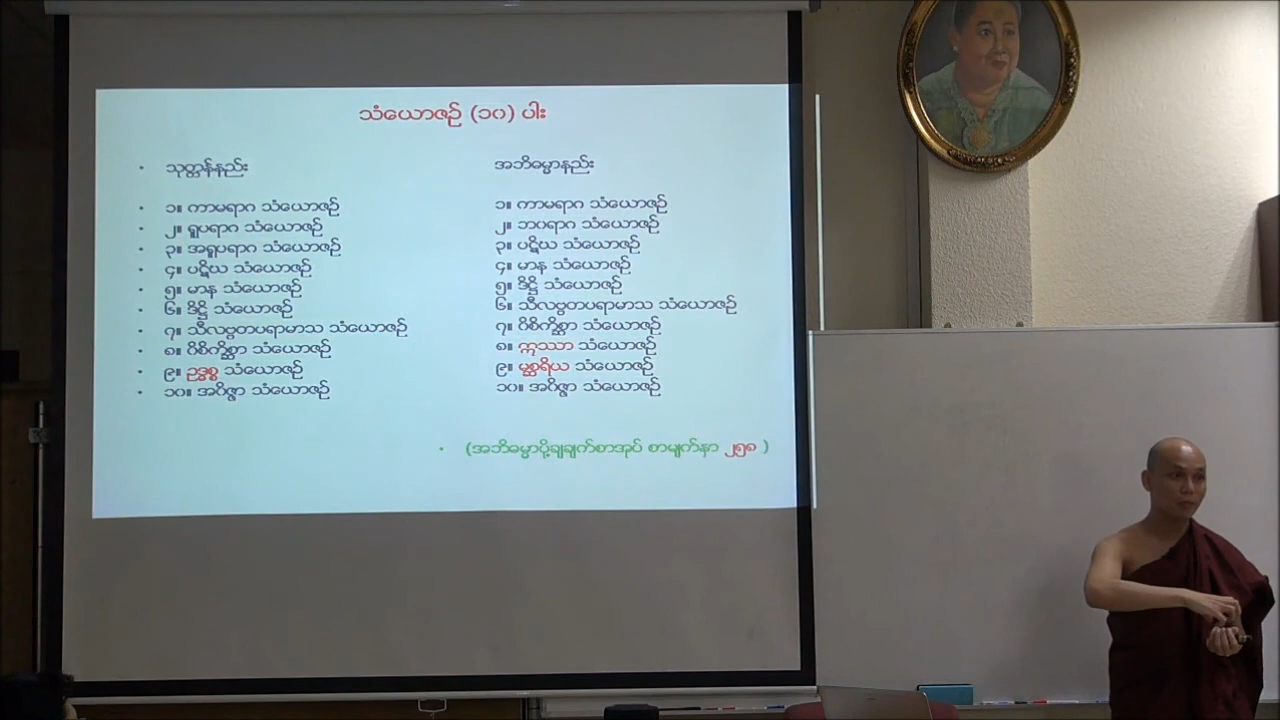 သံယောဇဉ် (၁၀) ပါး
• သုတ္တန်နည်း
• ၁။ ကာမရာဂ သံယောဇဉ်
• ၂။ ရူပရာဂ သံယောဇဉ်
• ၃။ အရူပရာဂ သံယောဇဉ်
• ၄။ ပဋိဃ သံယောဇဉ်
• ၅။ မာန သံယောဇဉ်
• ၆။ ဒိဋ္ဌိ သံယောဇဉ်
• ၇။ သီလဗ္ဗတပရာမာသ သံယောဇဉ်
• ၈။ ဝိစိကိစ္ဆာ သံယောဇဉ်
• ၉။ ဥဒ္ဓစ္စ သံယောဇဉ်
• ၁၀။ အဝိဇ္ဇာ သံယောဇဉ်
အဘိဓမ္မာနည်း
၁။ ကာမရာဂ သံယောဇဉ်
၂။ ဘဝရာဂ သံယောဇဉ်
၃။ ပဋိဃ သံယောဇဉ်
၄။ မာန သံယောဇဉ်
၅။ ဒိဋ္ဌိ သံယောဇဉ်
၆။ သီလဗ္ဗတပရာမာသ သံယောဇဉ်
၇။ ဝိစိကိစ္ဆာ သံယောဇဉ်
၈။ ဣဿာ သံယောဇဉ်
၉။ မစ္ဆရိယ သံယောဇဉ်
၁၀။ အဝိဇ္ဇာ သံယောဇဉ်
• (အဘိဓမ္မာပို့ချချက်စာအုပ် စာမျက်နှာ ၂၅၈ )